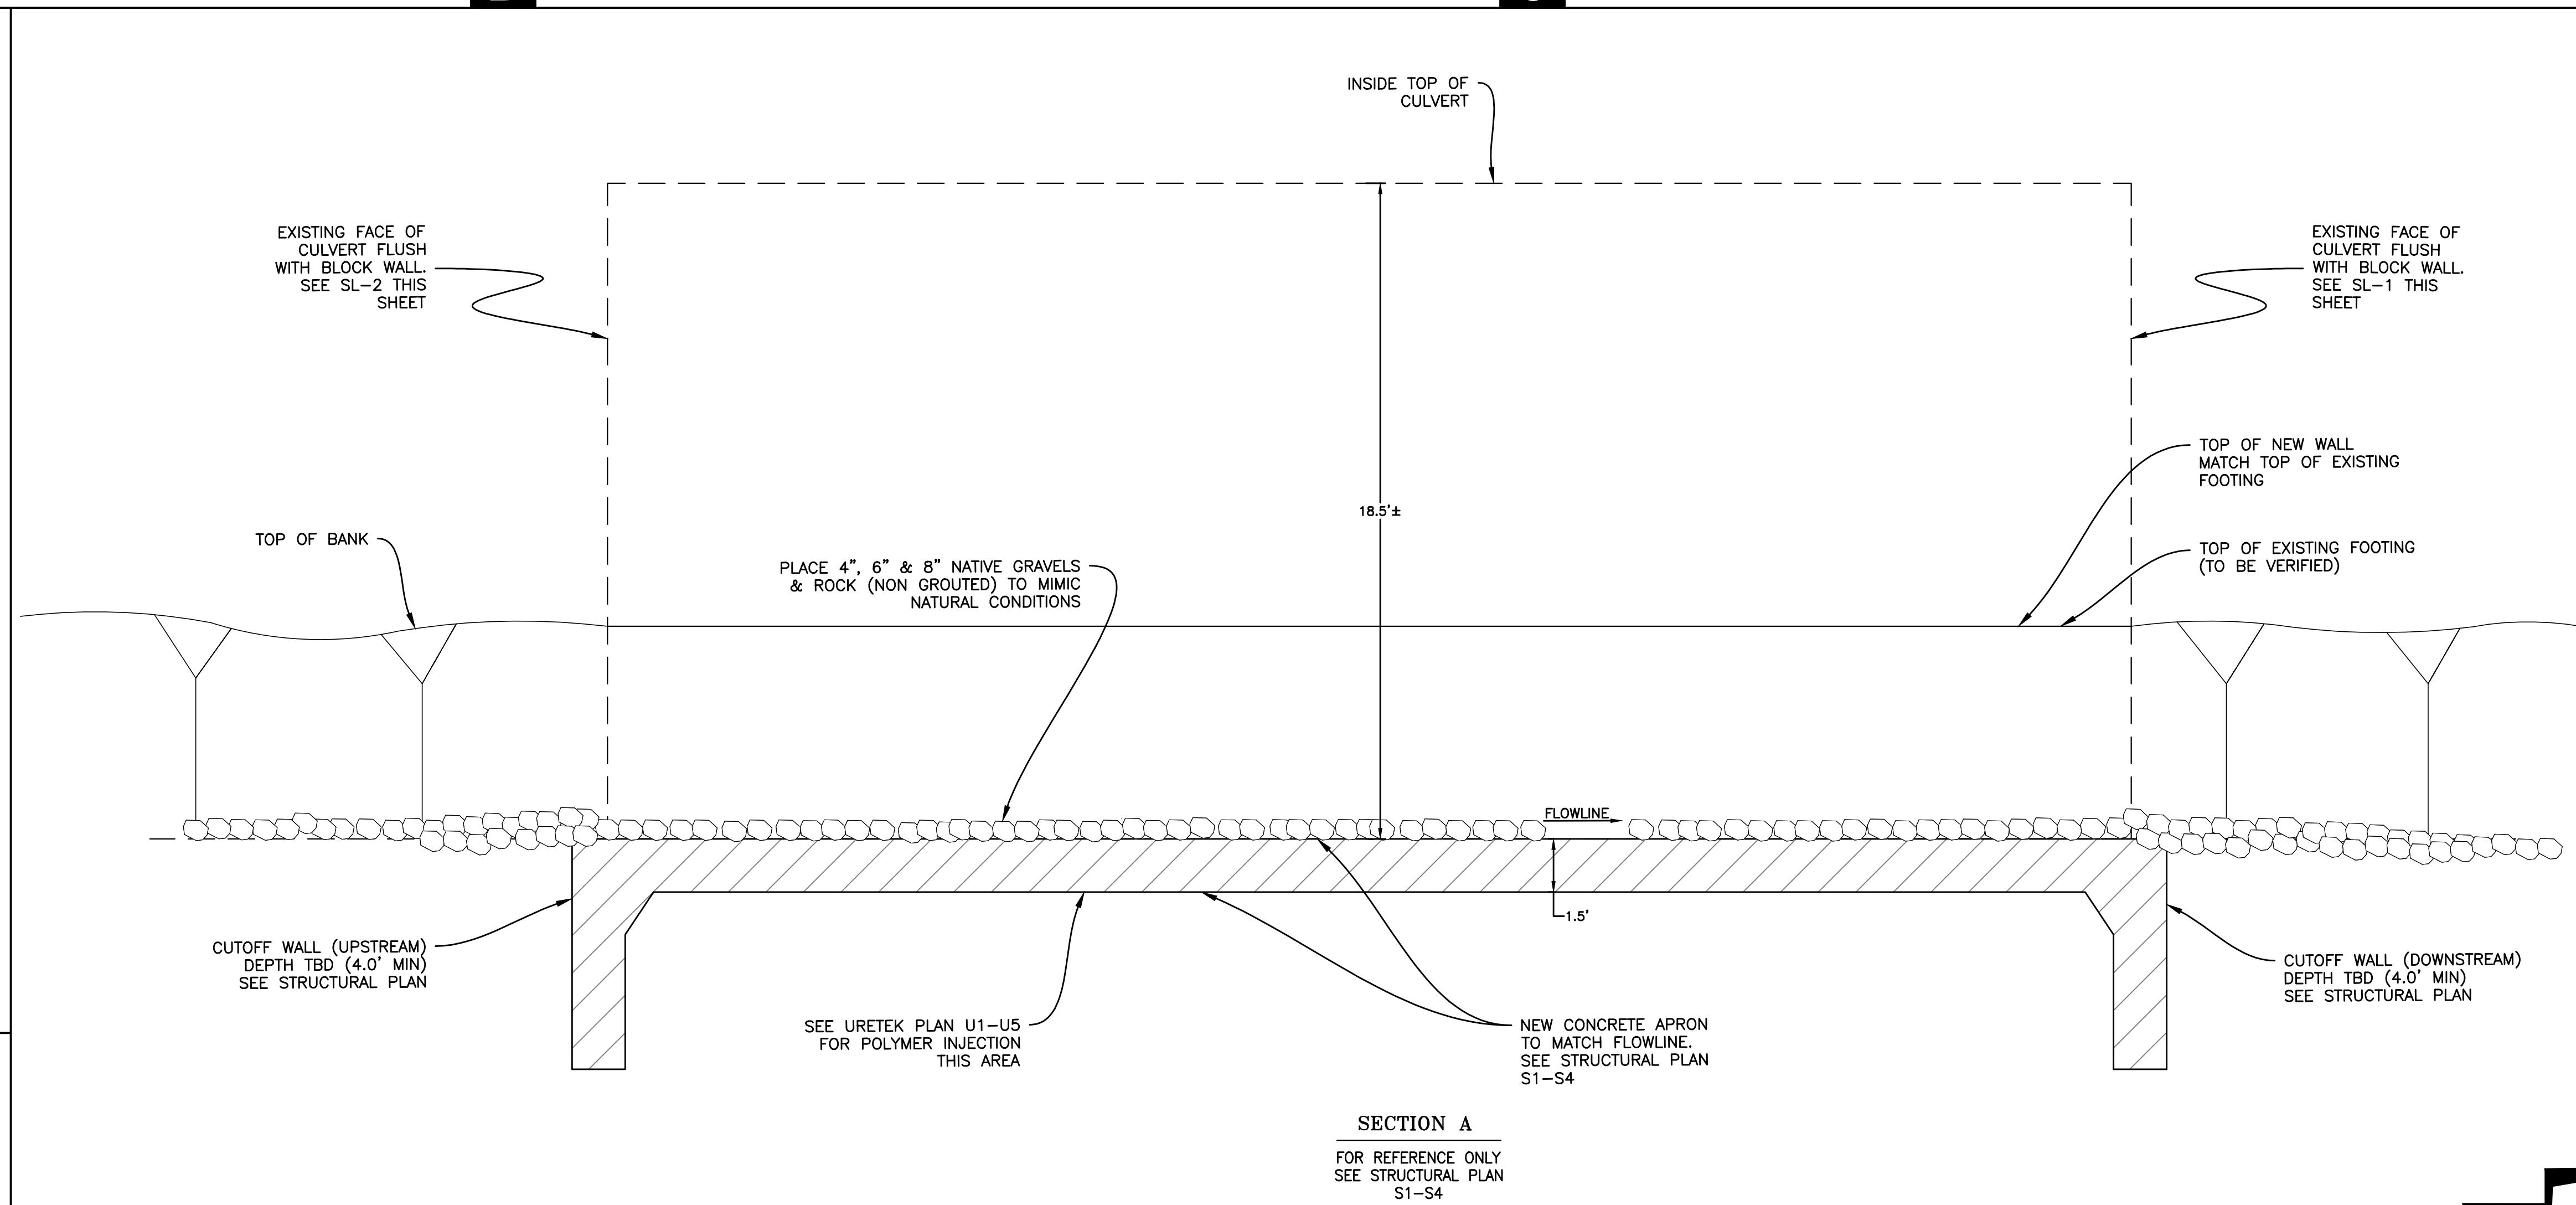 INSIDE TOP OF
CULVERT
EXISTING FACE OF
CULVERT FLUSH
WITH BLOCK WALL.
SEE SL-2 THIS
SHEET
EXISTING FACE OF
CULVERT FLUSH
WITH BLOCK WALL.
SEE SL-1 THIS
SHEET
TOP OF NEW WALL
MATCH TOP OF EXISTING
FOOTING
18.5'±
TOP OF BANK
TOP OF EXISTING FOOTING
(TO BE VERIFIED)
PLACE 4", 6" & 8" NATIVE GRAVELS
& ROCK (NON GROUTED) TO MIMIC
NATURAL CONDITIONS
FLOWLINE
1.5'
CUTOFF WALL (UPSTREAM)
DEPTH TBD (4.0' MIN)
SEE STRUCTURAL PLAN
CUTOFF WALL (DOWNSTREAM)
DEPTH TBD (4.0' MIN)
SEE STRUCTURAL PLAN
SEE URETEK PLAN U1-U5
FOR POLYMER INJECTION
THIS AREA
NEW CONCRETE APRON
TO MATCH FLOWLINE.
SEE STRUCTURAL PLAN
S1-S4
SECTION A
FOR REFERENCE ONLY
SEE STRUCTURAL PLAN
S1-S4